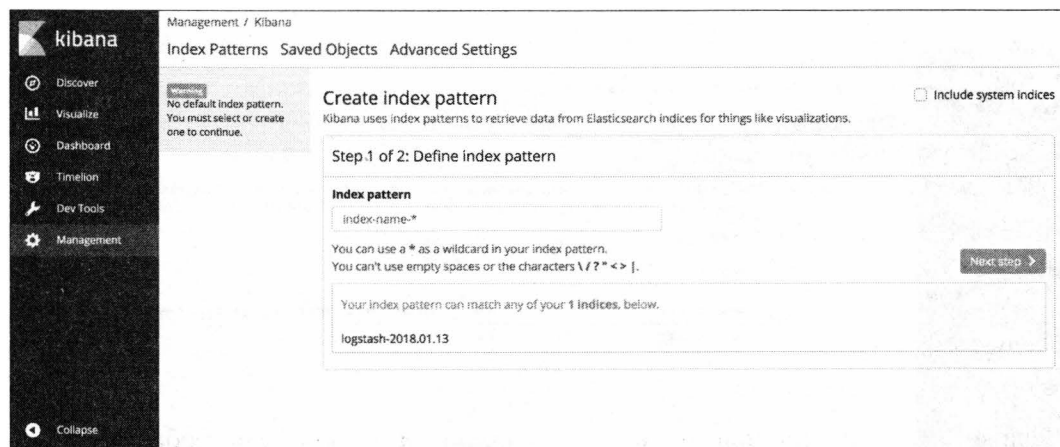 kibana
Discover
Visualize
Dashboard
Timelion
Dev Tools
Management
Collapse
Management / Kibana
Index Patterns Saved Objects Advanced Settings
Warning
No default index pattern.
You must select or create
one to continue.
Create index pattern
Include system indices
Kibana uses index patterns to retrieve data from Elasticsearch indices for things like visualizations.
Step 1 of 2: Define index pattern
Index pattern
index-name-*
You can use a * as a wildcard in your index pattern.
You can't use empty spaces or the characters \ / ? " < > |.
Next step >
Your index pattern can match any of your 1 indices, below.
logstash-2018.01.13